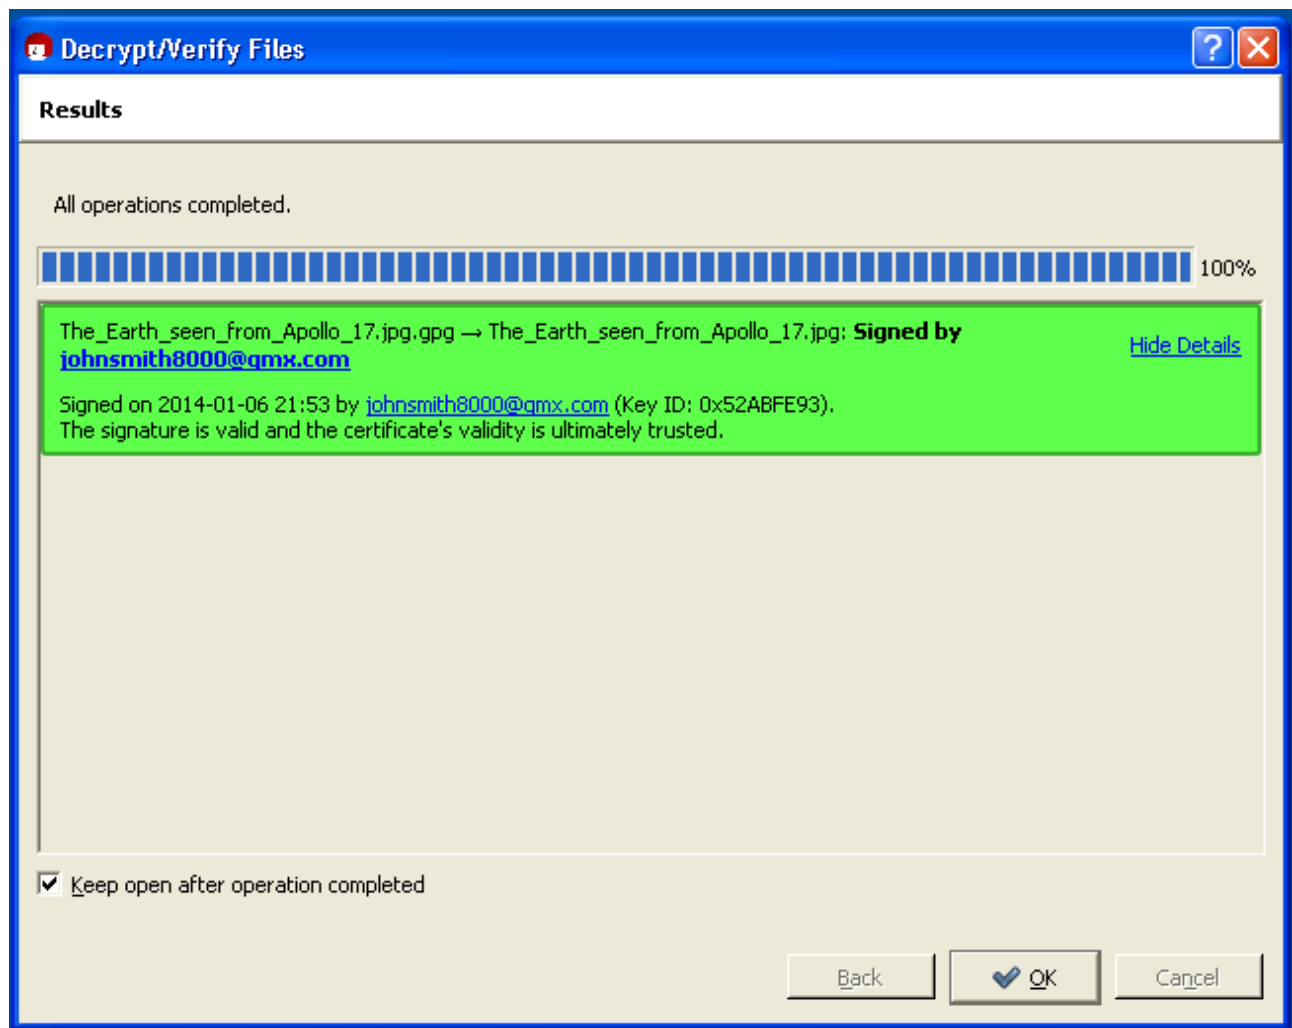 Decrypt/Verify Files
Results
All operations completed.
100%
The_Earth_seen_from_Apollo_17.jpg.gpg → The_Earth_seen_from_Apollo_17.jpg: Signed by
johnsmith8000@gmx.com
Hide Details
Signed on 2014-01-06 21:53 by johnsmith8000@gmx.com (Key ID: 0x52ABFE93).
The signature is valid and the certificate's validity is ultimately trusted.
Keep open after operation completed
Back
OK
Cancel